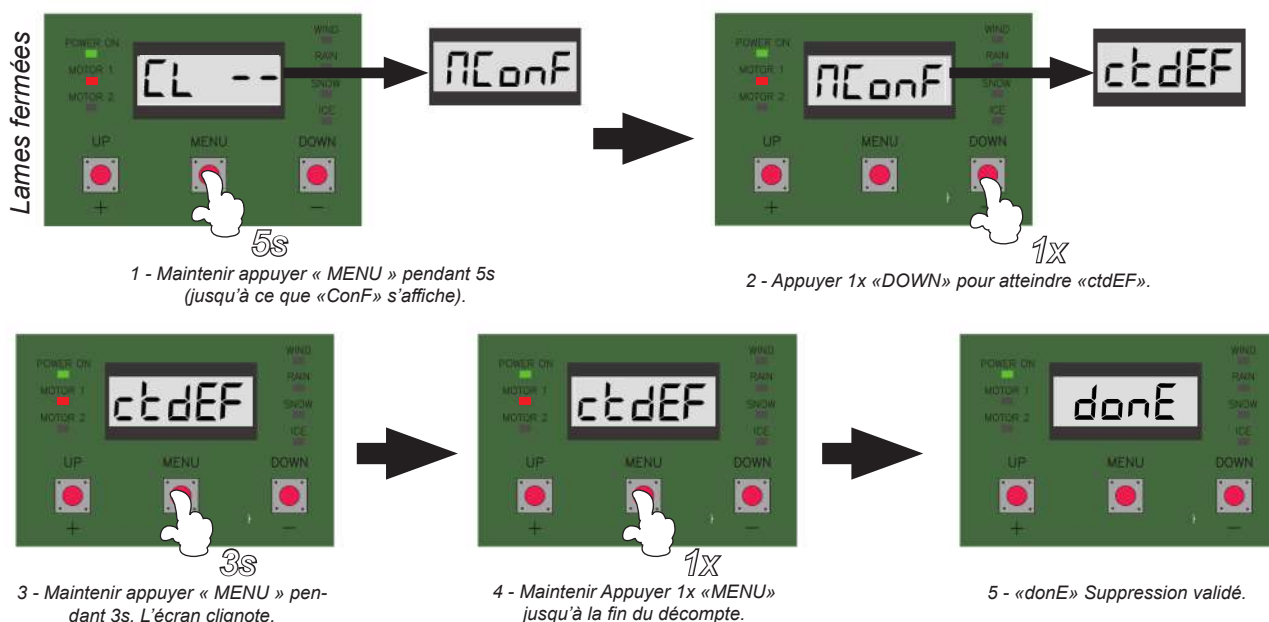 Lames fermées
POWER ON
MOTOR 1
MOTOR 2
CL --
WIND
RAIN
SNOW
ICE
UP
MENU
DOWN
+
−
5s
MConF
1 - Maintenir appuyer « MENU » pendant 5s
(jusqu'à ce que «ConF» s'affiche).
POWER ON
MOTOR 1
MOTOR 2
MConF
WIND
RAIN
SNOW
ICE
UP
MENU
DOWN
+
1x
ctdEF
2 - Appuyer 1x «DOWN» pour atteindre «ctdEF».
POWER ON
MOTOR 1
MOTOR 2
ctdEF
WIND
RAIN
SNOW
ICE
UP
MENU
DOWN
+
−
3s
3 - Maintenir appuyer « MENU » pen-
dant 3s. L'écran clignote.
POWER ON
MOTOR 1
MOTOR 2
ctdEF
WIND
RAIN
SNOW
ICE
UP
MENU
DOWN
+
−
1x
4 - Maintenir Appuyer 1x «MENU»
jusqu'à la fin du décompte.
POWER ON
MOTOR 1
MOTOR 2
donE
WIND
RAIN
SNOW
ICE
UP
MENU
DOWN
+
−
5 - «donE» Suppression validé.